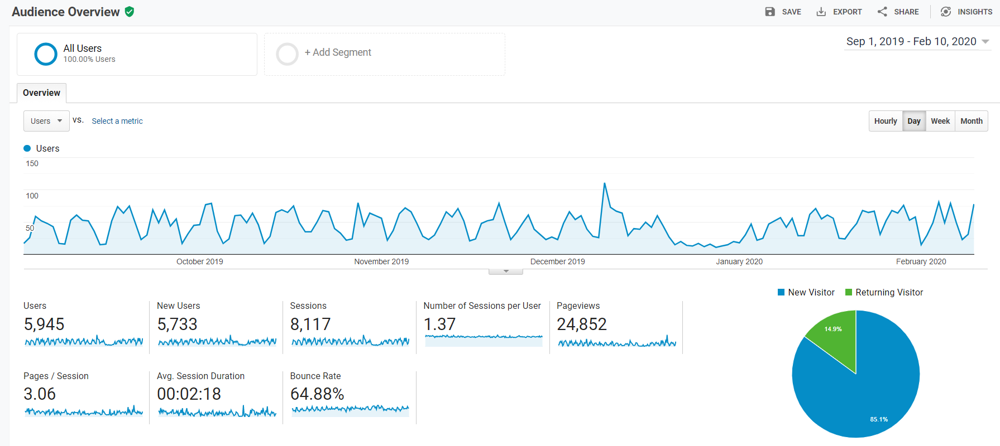 Audience Overview
SAVE
EXPORT
SHARE
INSIGHTS
All Users
100.00% Users
+ Add Segment
Sep 1, 2019 - Feb 10, 2020
Overview
Users
VS.
Select a metric
Hourly
Day
Week
Month
Users
150
100
50
October 2019
November 2019
December 2019
January 2020
February 2020
New Visitor
Returning Visitor
Users
5,945
New Users
5,733
Sessions
8,117
Number of Sessions per User
1.37
Pageviews
24,852
Pages / Session
3.06
Avg. Session Duration
00:02:18
Bounce Rate
64.88%
14.9%
85.1%